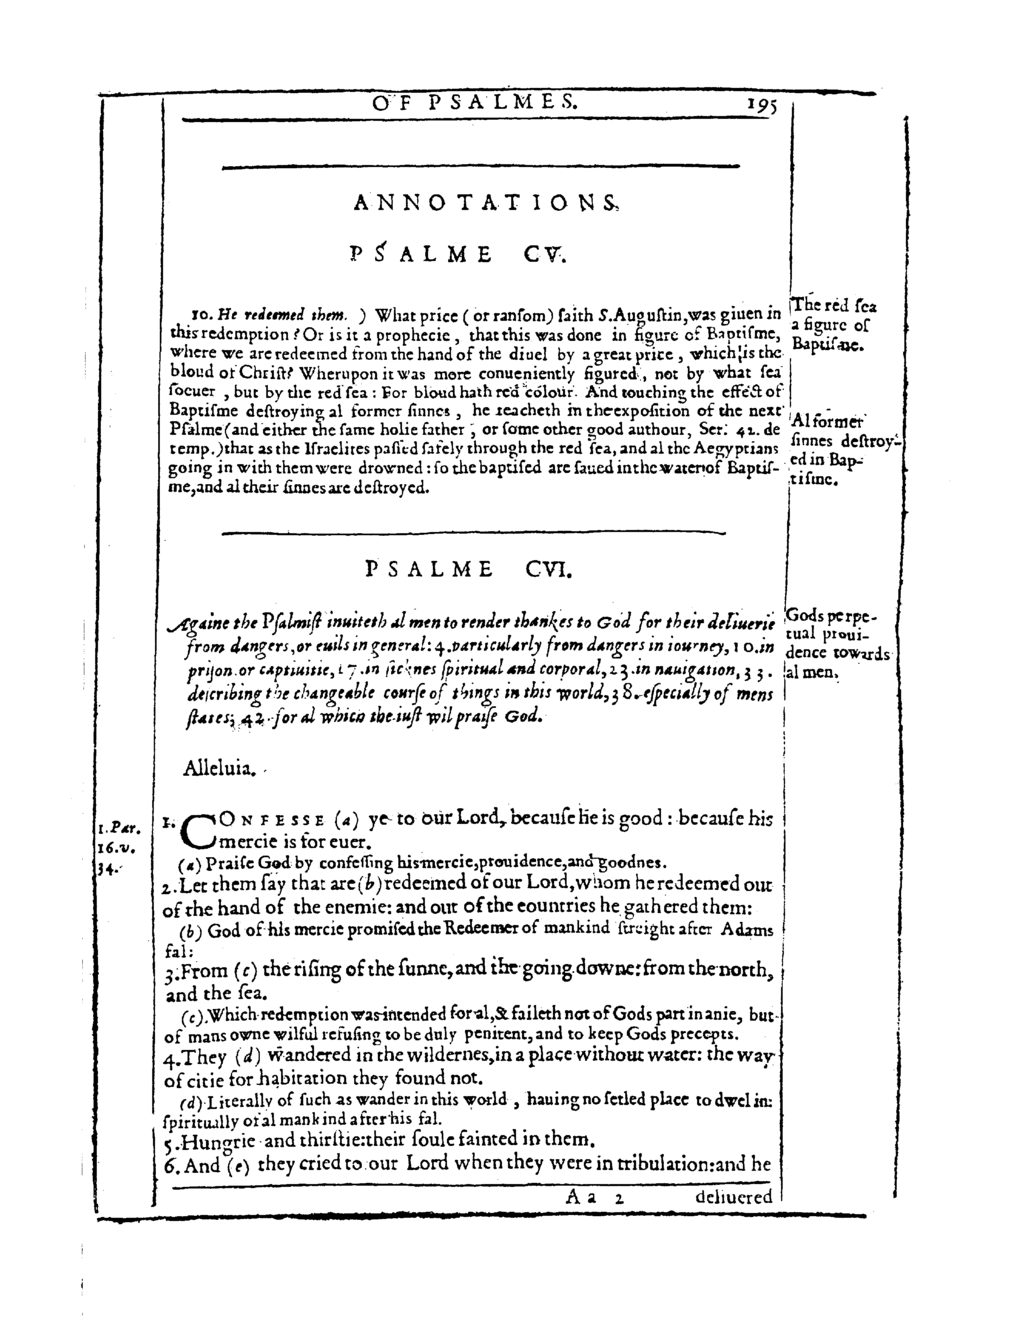 OF PSALMES. 195
ANNOTATIONS.
PSALME CV.
10. He redeemed them. ) What price ( or ranſom) ſaith S.Auguſtin,was giuen in
this redemption ? Or is it a prophecie , that this was done in figure of Baptiſme,
where we are redeemed from the hand of the diuel by a great price , which is the
bloud of Chriſt? Wherupon it was more conueniently figured , not by what ſea
ſoeuer , but by the red ſea : For bloud hath red colour. And touching the effect of
Baptiſme deſtroying al former ſinnes , he teacheth in the expoſition of the next
Pſalme (and either the ſame holie father , or ſome other good authour, Ser: 42. de
temp.)that as the Iſraelites paſſed ſafely through the red ſea, and al the Aegyptians
going in with them were drowned : ſo the baptiſed are ſaued in the water of Baptiſ-
me,and al their ſinnes are deſtroyed.
The red ſea
a figure of
Baptiſme.
Al former
ſinnes deſtroy-
ed in Bap-
tiſme.
PSALME CVI.
Againe the Pſalmiſt inuiteth al men to render thankes to God for their deliuerie
from dangers,or euils in general: 4.particularly from dangers in iourney, 10.in
priſon.or captiuitie, 17.in ſicknes ſpiritual and corporal, 23.in nauigation, 33.
deſcribing the changeable courſe of things in this world, 38. eſpecially of mens
ſtates; 42. for al which the iuſt wil praiſe God.
Gods perpe-
tual proui-
dence towards
al men.
Alleluia.
1.Par.
16.v.
34.
1. CONFESSE (a) ye to our Lord, becauſe he is good : becauſe his
mercie is for euer.
(a) Praiſe God by confeſſing his mercie,prouidence,and goodnes.
2.Let them ſay that are (b) redeemed of our Lord,whom he redeemed out
of the hand of the enemie: and out of the countries he gathered them:
(b) God of his mercie promiſed the Redeemer of mankind ſtreight after Adams
fal:
3.From (c) the riſing of the ſunne, and the going downe: from the north,
and the ſea.
(c).Which redemption was intended for al,& faileth not of Gods part in anie, but
of mans owne wilful refuſing to be duly penitent, and to keep Gods precepts.
4.They (d) wandered in the wildernes,in a place without water: the way
of citie for habitation they found not.
(d) Literally of ſuch as wander in this world , hauing no ſetled place to dwel in:
ſpiritually of al mankind after his fal.
5.Hungrie and thirſtie: their ſoule fainted in them.
6.And (e) they cried to our Lord when they were in tribulation: and he
A a 2 deliuered